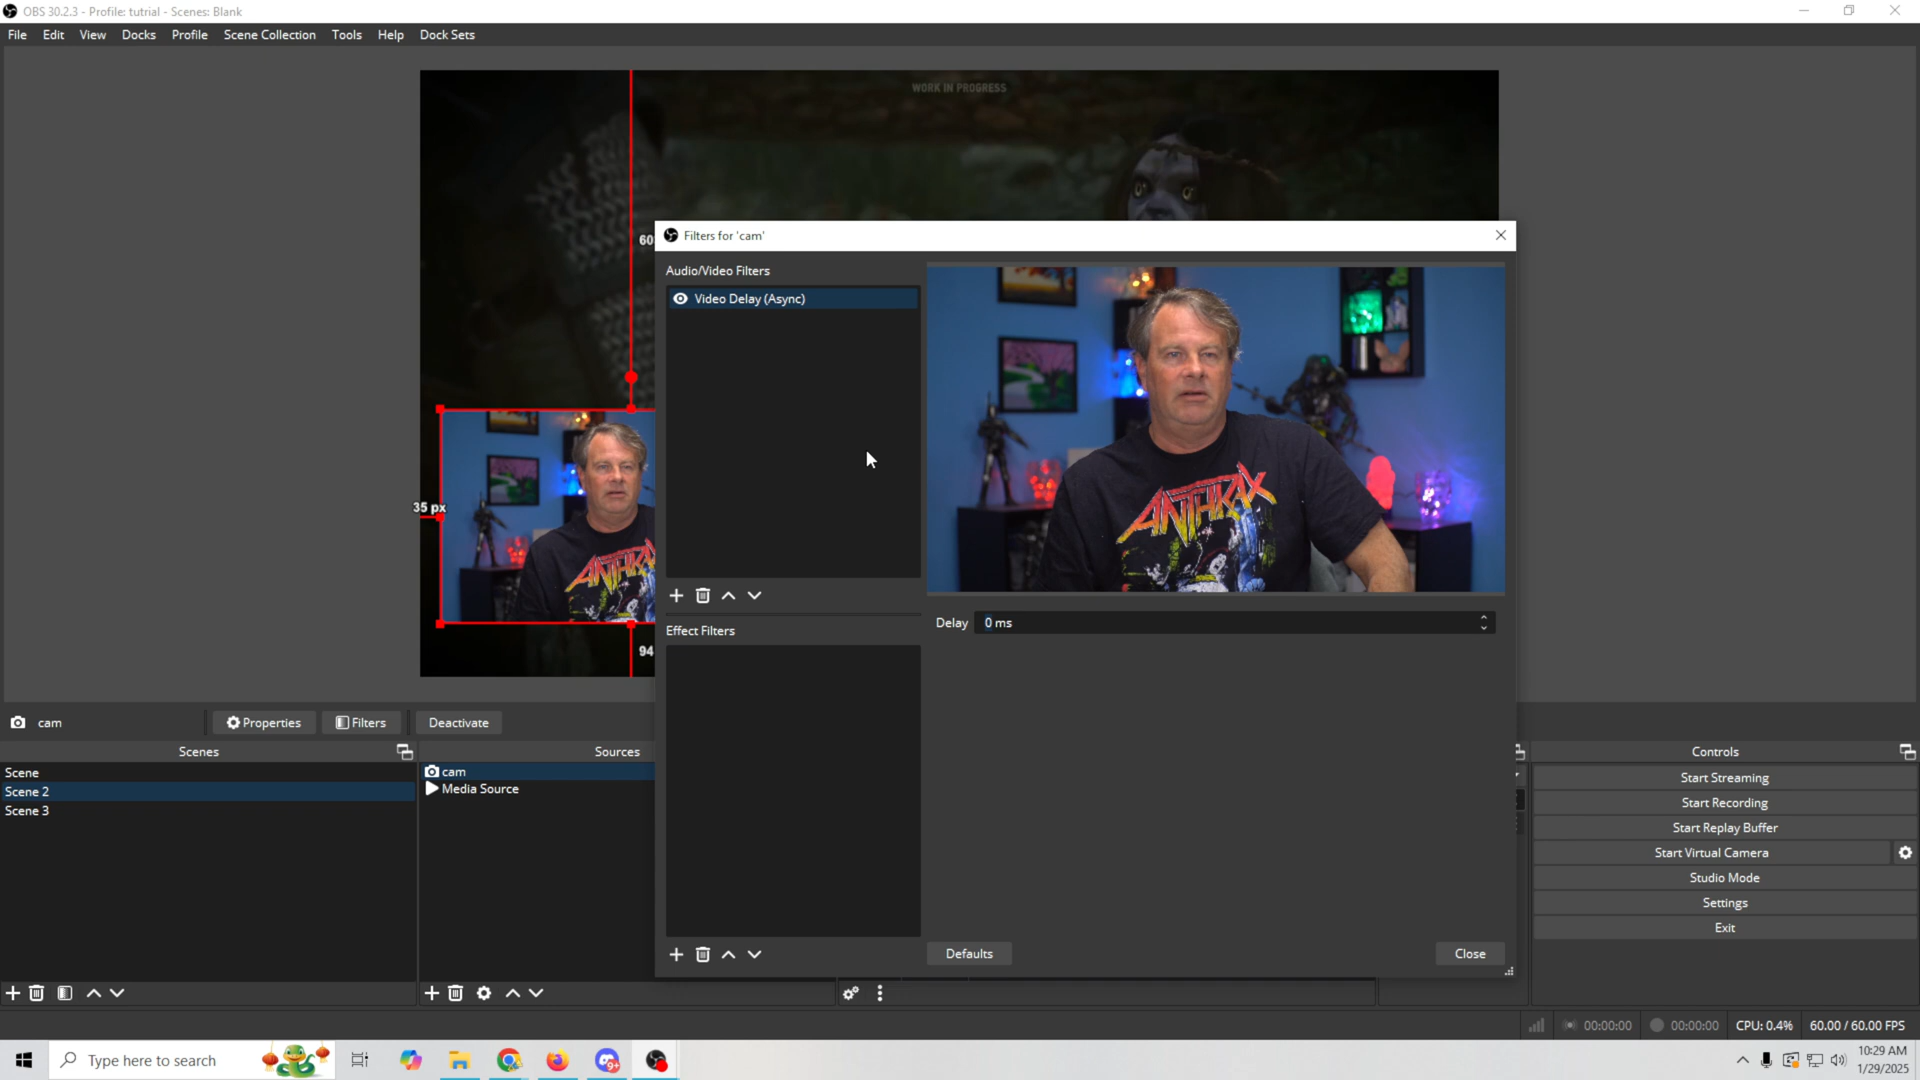 OBS 30.2.3 - Profile: tutrial - Scenes: Blank
File Edit View Docks Profile Scene Collection Tools Help Dock Sets
WORK IN PROGRESS
60
Filters for 'cam'
Audio/Video Filters
Video Delay (Async)
35 px
ANTHRAX
ANTHRAX
Delay 0 ms
Effect Filters
94
cam Properties Filters Deactivate
Scenes
Scene
Scene 2
Scene 3
Sources
cam
Media Source
Defaults
Close
Controls
Start Streaming
Start Recording
Start Replay Buffer
Start Virtual Camera
Studio Mode
Settings
Exit
00:00:00 00:00:00 CPU: 0.4% 60.00 / 60.00 FPS
Type here to search
9+
10:29 AM
1/29/2025